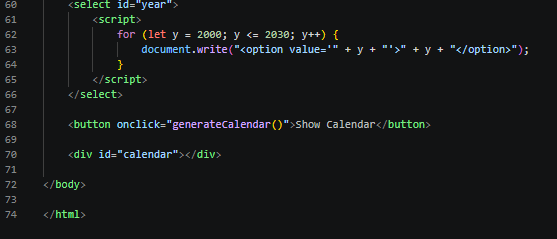 60 <select id="year">
61 <script>
62 for (let y = 2000; y <= 2030; y++) {
63 document.write("<option value='" + y + "'>" + y + "</option>");
64 }
65 </script>
66 </select>
67
68 <button onclick="generateCalendar()">Show Calendar</button>
69
70 <div id="calendar"></div>
71
72 </body>
73
74 </html>